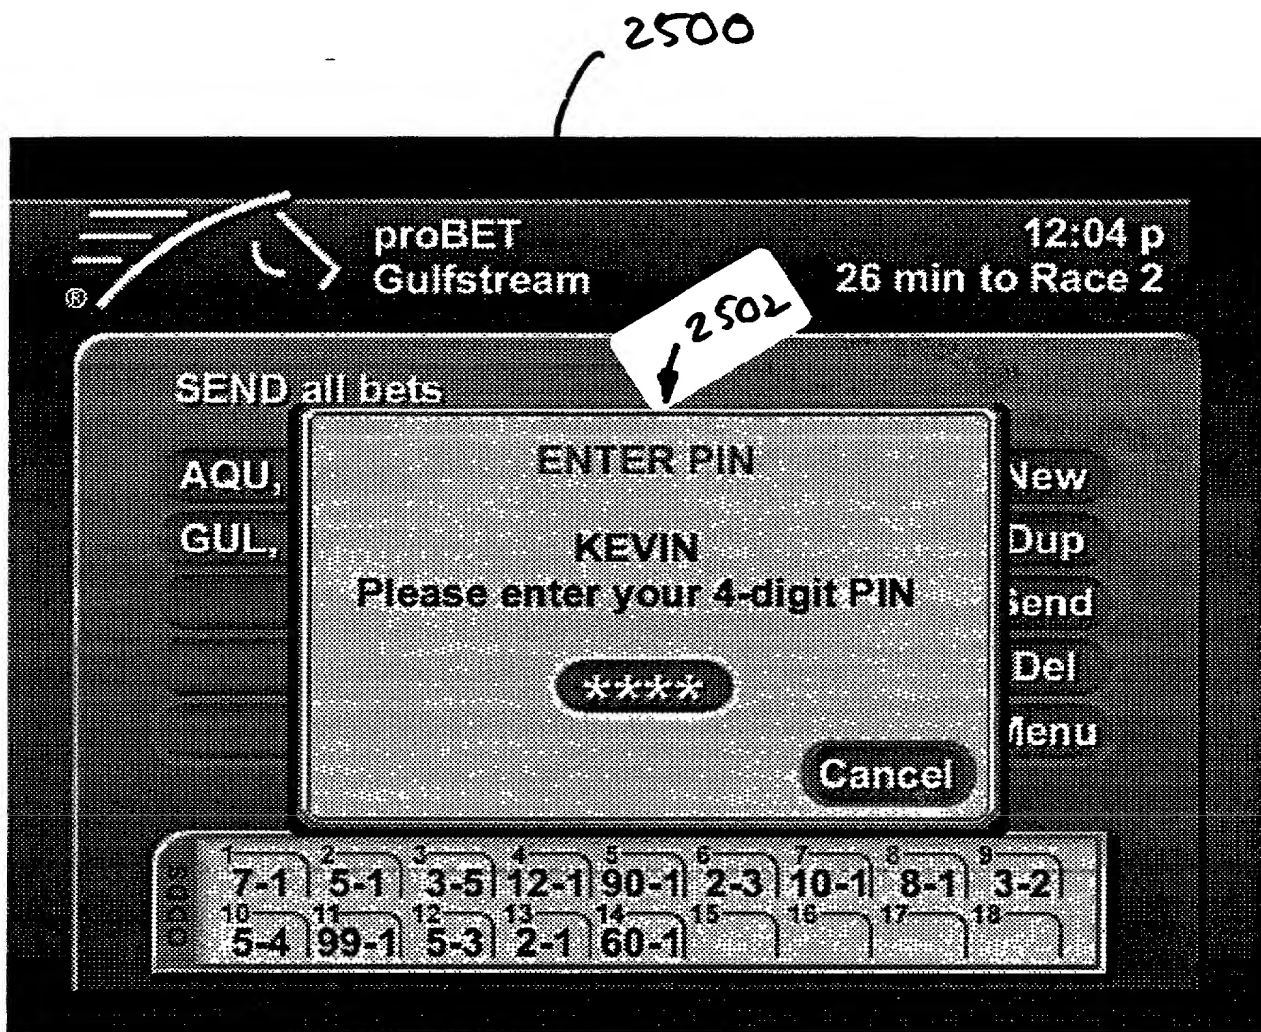 2500
proBET 12:04 p
Gulfstream 26 min to Race 2
®
2502
SEND all bets
ENTER PIN
AQU, New
KEVIN
GUL, Dup
Please enter your 4-digit PIN
Send
****
Del
Menu
Cancel
ODDS
1 2 3 4 5 6 7 8 9
7-1 5-1 3-5 12-1 90-1 2-3 10-1 8-1 3-2
10 11 12 13 14 15 16 17 18
5-4 99-1 5-3 2-1 60-1